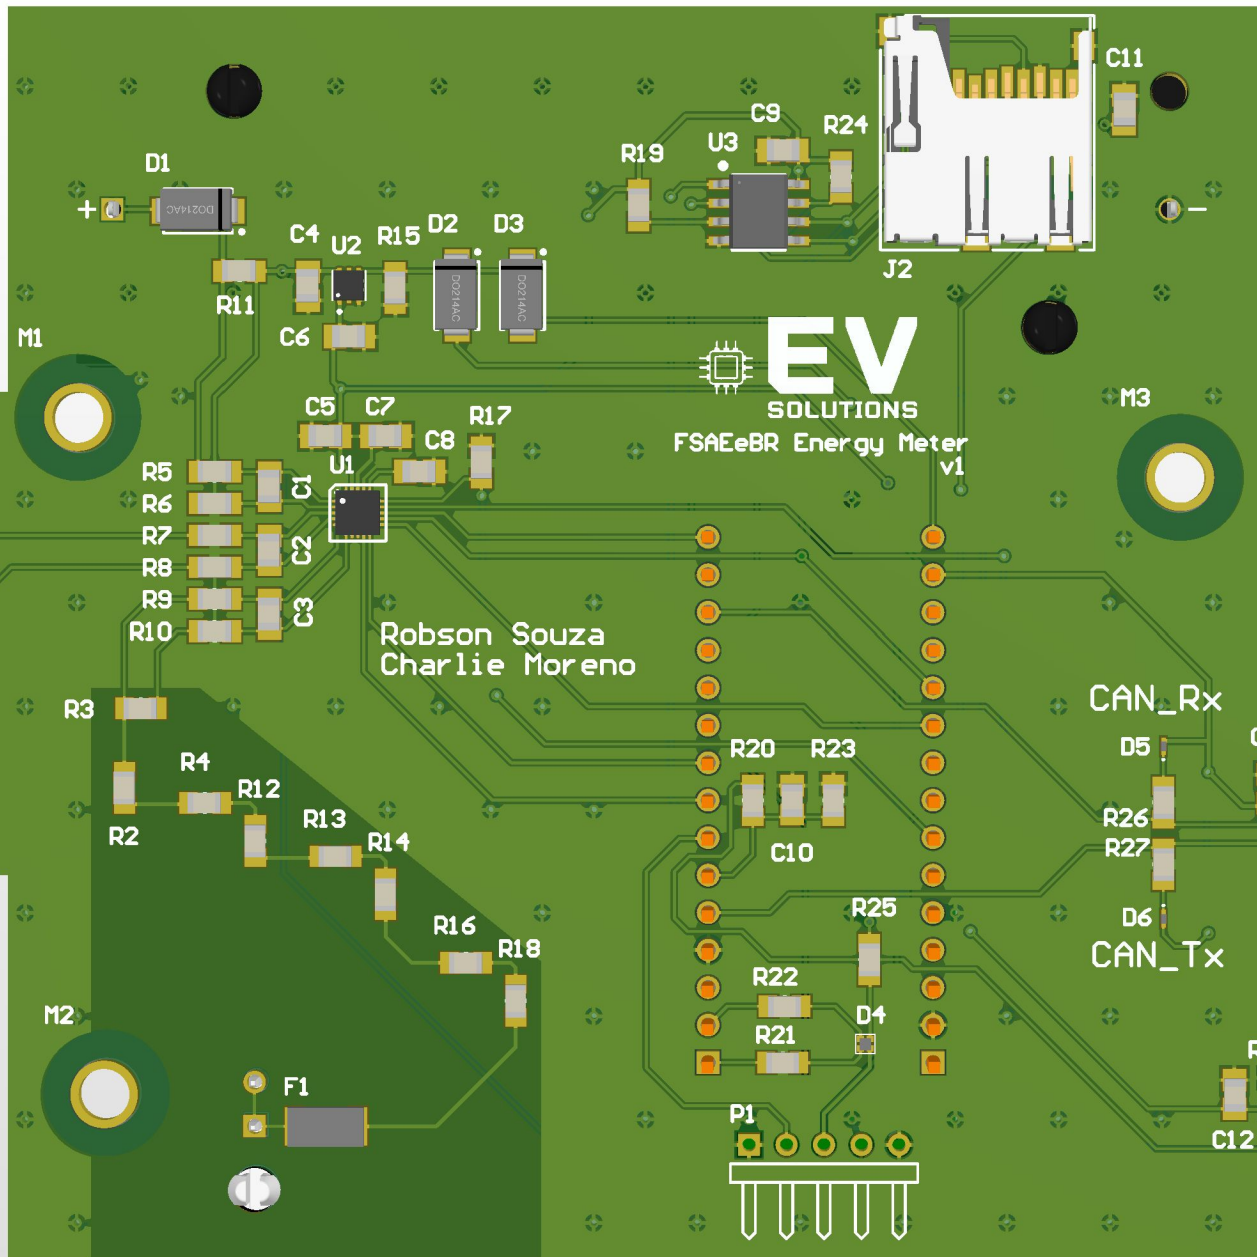 C11
C9
R24
U3
R19
D1
+
DO214AC
-
C4
U2
R15
D2
D3
J2
R11
DO214AC
DO214AC
C6
M1
EV
SOLUTIONS
FSAEeBR Energy Meter
v1
M3
C5
C7
R17
C8
U1
R5
C1
R6
R7
C2
R8
R9
C3
R10
Robson Souza
Charlie Moreno
R3
CAN_Rx
D5
R4
R20
R23
R12
R2
R13
R14
C10
R26
R27
R16
R18
R25
D6
CAN_Tx
R22
M2
D4
R21
F1
P1
C12